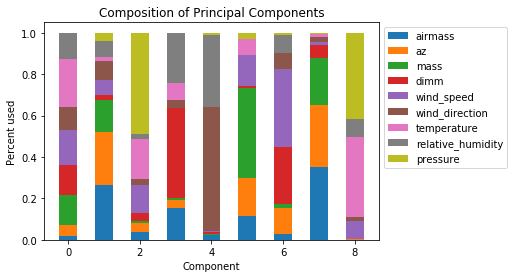 Composition of Principal Components
Percent used
1.0
0.8
0.6
0.4
0.2
0.0
0
2
4
6
8
Component
airmass
az
mass
dimm
wind_speed
wind_direction
temperature
relative_humidity
pressure